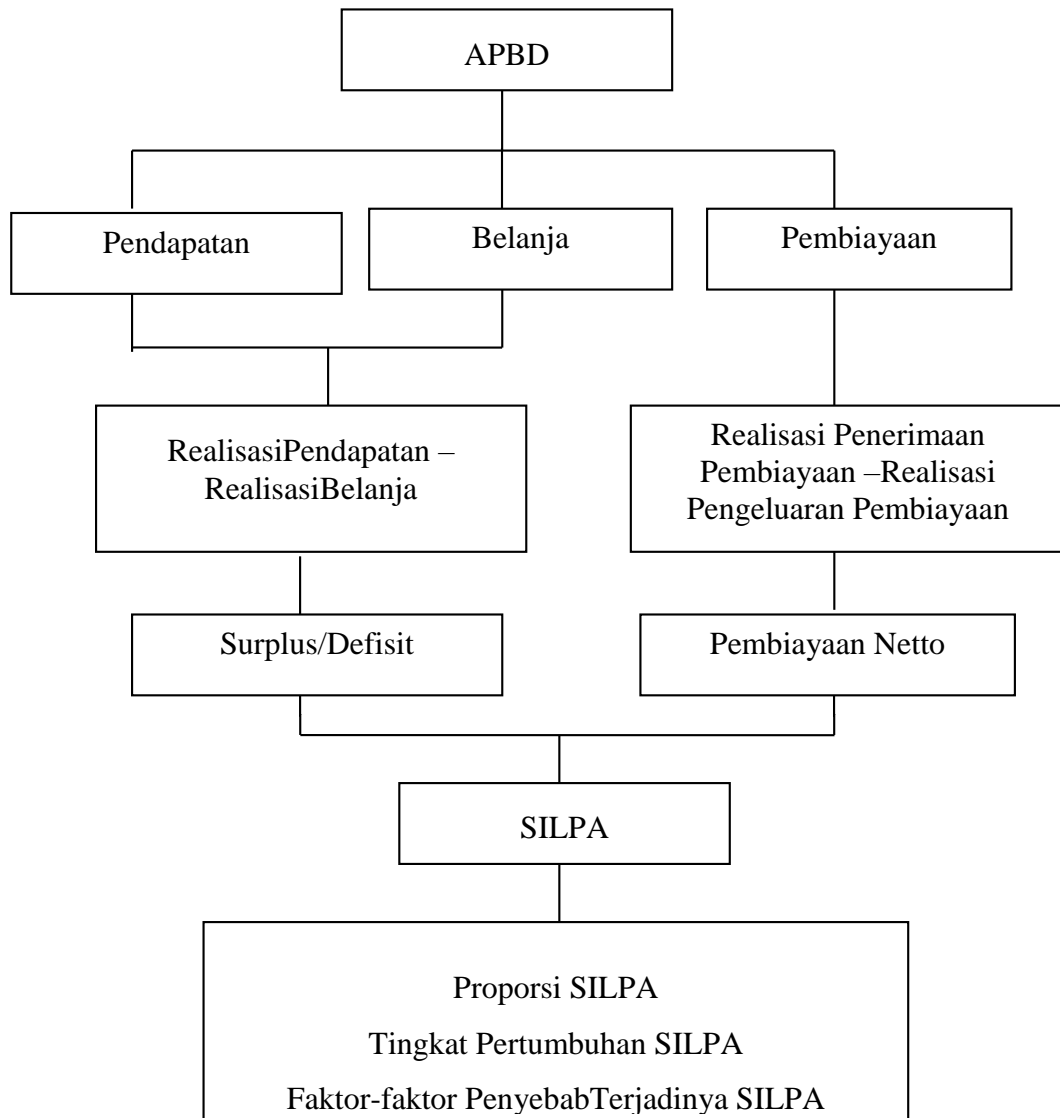 APBD
Pendapatan
Belanja
Pembiayaan
RealisasiPendapatan –
RealisasiBelanja
Realisasi Penerimaan
Pembiayaan –Realisasi
Pengeluaran Pembiayaan
Surplus/Defisit
Pembiayaan Netto
SILPA
Proporsi SILPA
Tingkat Pertumbuhan SILPA
Faktor-faktor PenyebabTerjadinya SILPA